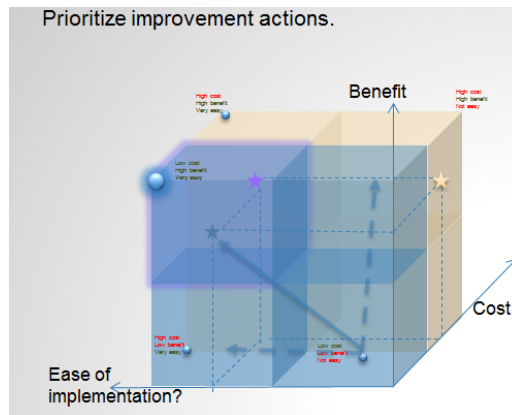 Prioritize improvement actions.
High cost
High benefit
Very easy
Benefit
High cost
High benefit
Not easy
Low cost
High benefit
Very easy
Cost
High cost
Low benefit
Very easy
Low cost
Low benefit
Not easy
Ease of
implementation?